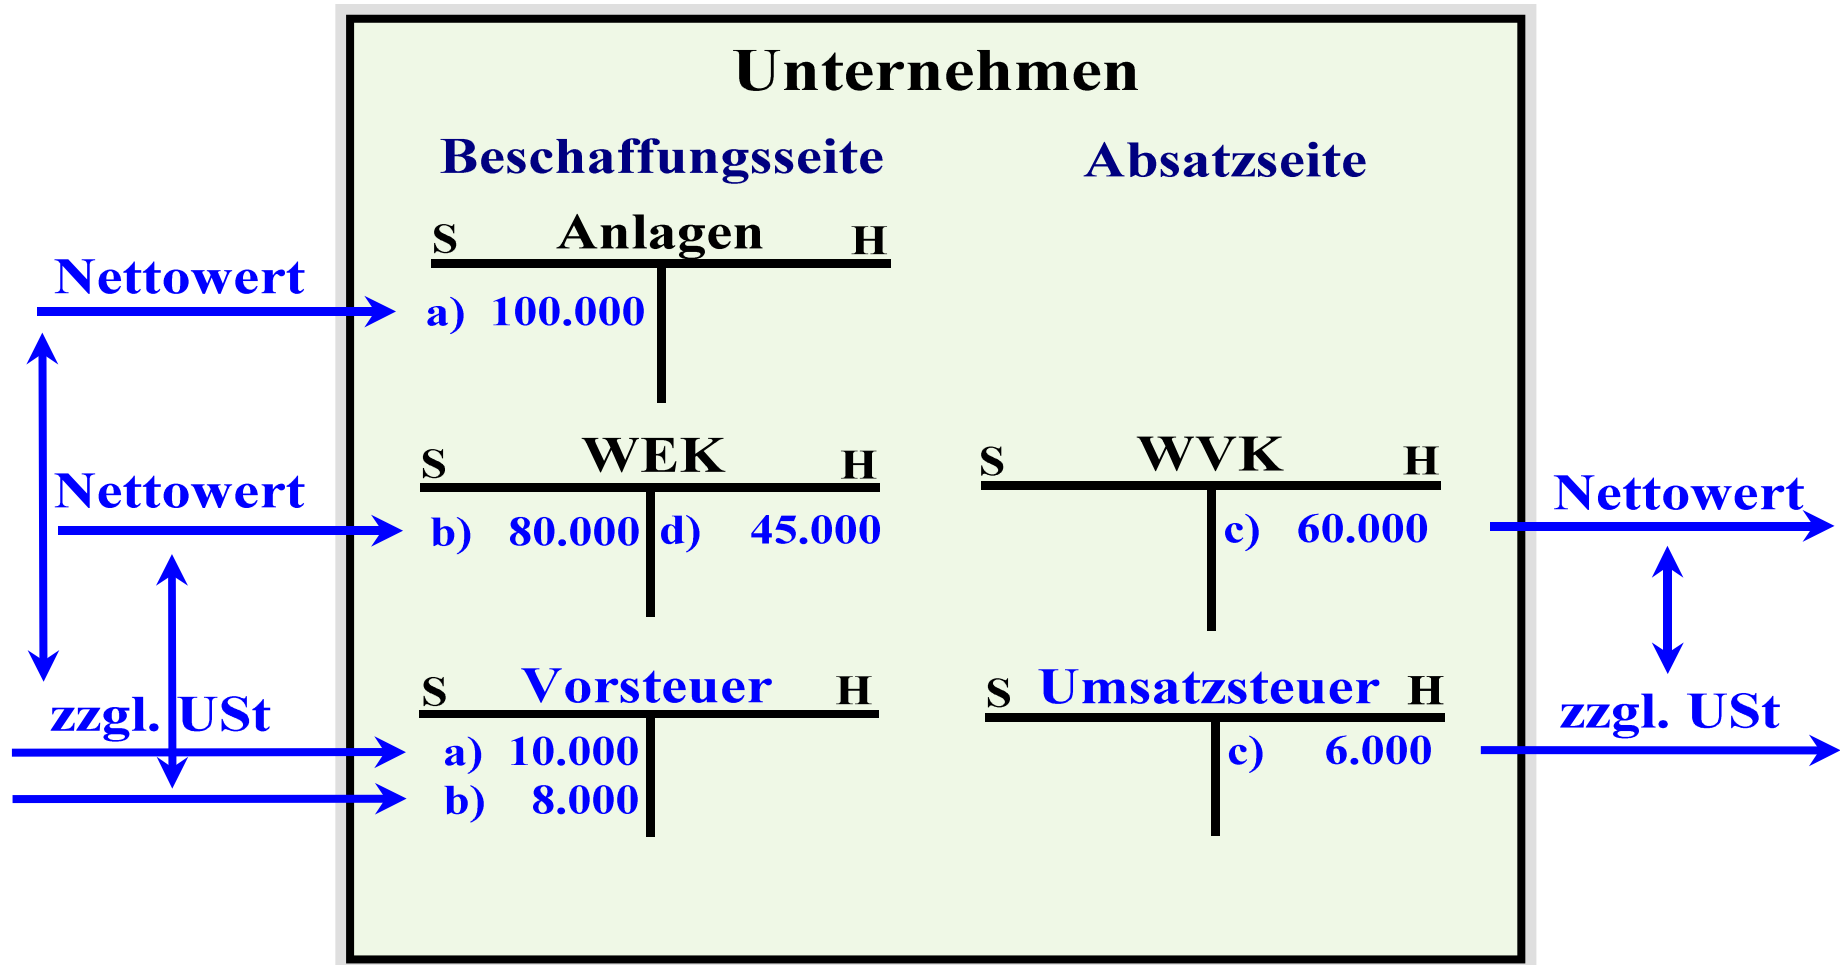 Unternehmen
Beschaffungsseite
Absatzseite
S Anlagen H
Nettowert
a) 100.000
S WEK H
S WVK H
Nettowert
b) 80.000 d) 45.000
c) 60.000
Nettowert
S Vorsteuer H
S Umsatzsteuer H
zzgl. USt
a) 10.000
c) 6.000
zzgl. USt
b) 8.000